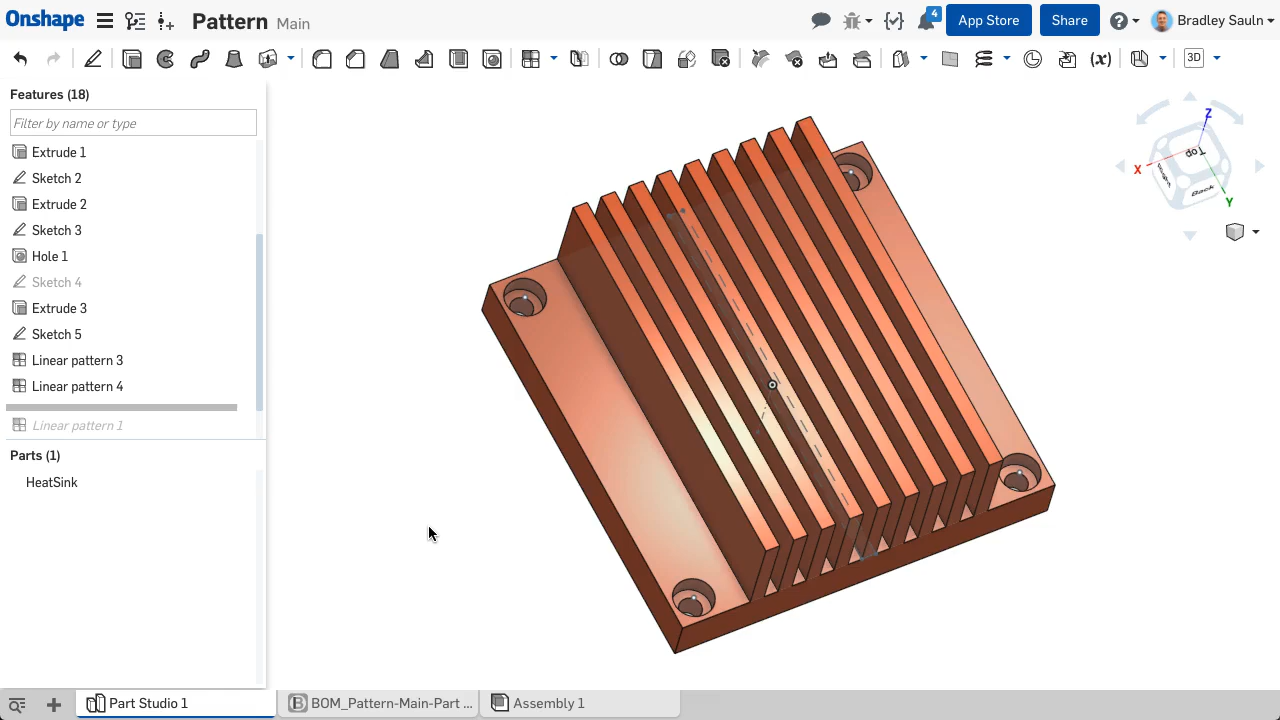 Onshape
Pattern Main
4
App Store
Share
Bradley Sauln
(x)
3D
Features (18)
Filter by name or type
Extrude 1
Sketch 2
Extrude 2
Sketch 3
Hole 1
Sketch 4
Extrude 3
Sketch 5
Linear pattern 3
Linear pattern 4
Linear pattern 1
Parts (1)
HeatSink
Z
X
Y
Top
Back
Part Studio 1
BOM_Pattern-Main-Part ...
Assembly 1